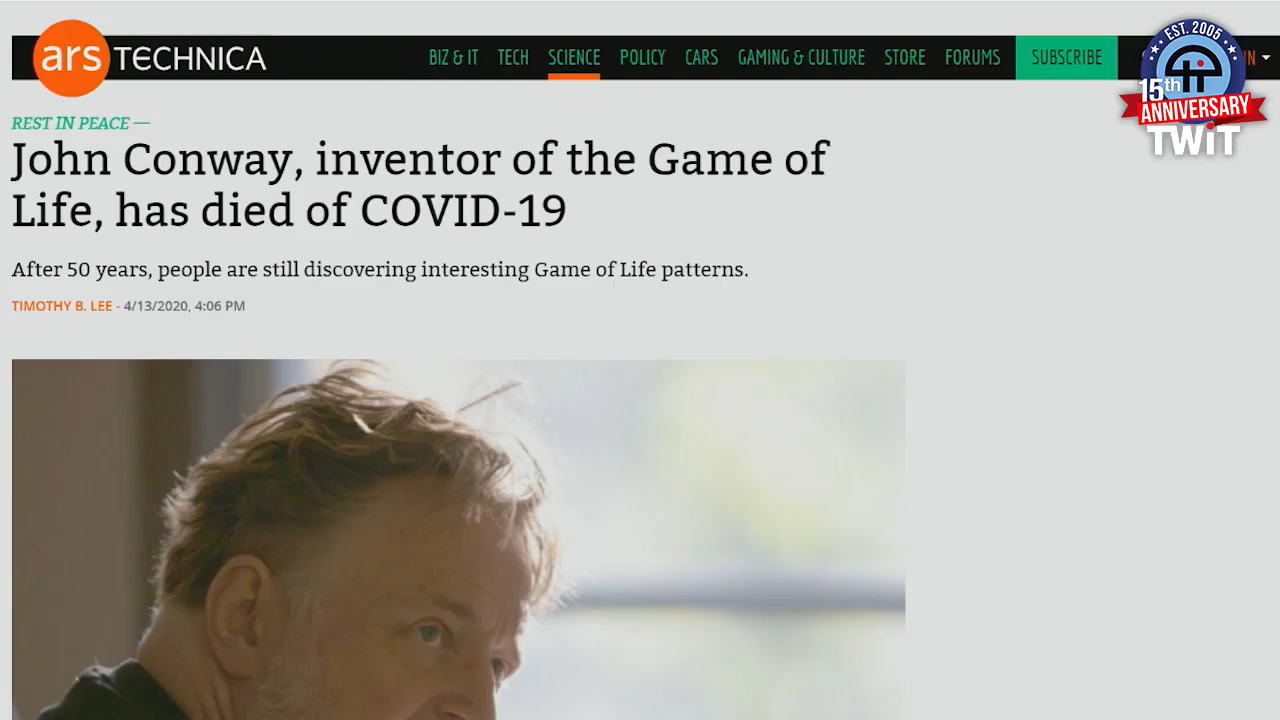 ars TECHNICA
BIZ & IT TECH SCIENCE POLICY CARS GAMING & CULTURE STORE FORUMS SUBSCRIBE
EST. 2005
15th
ANNIVERSARY
TWiT
REST IN PEACE —
John Conway, inventor of the Game of
Life, has died of COVID-19
After 50 years, people are still discovering interesting Game of Life patterns.
TIMOTHY B. LEE - 4/13/2020, 4:06 PM